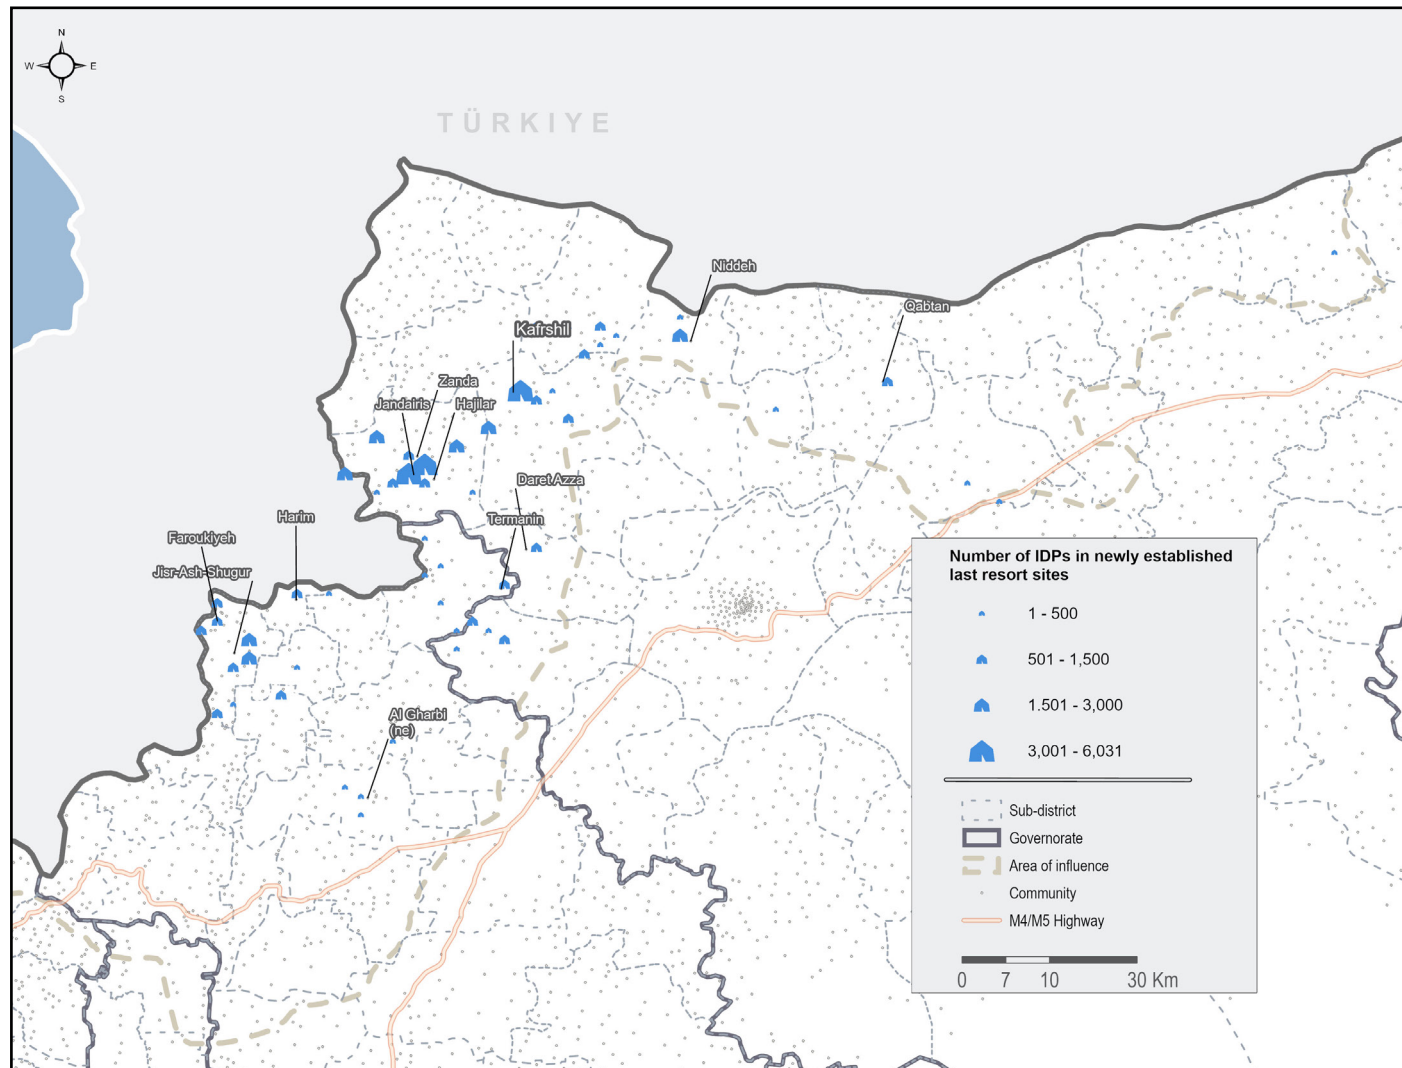 N
W E
S
TÜRKIYE
Niddeh
Qabtan
Kafrshil
Zanda
Jandairis
Hajilar
Daret Azza
Termanin
Harim
Faroukiyeh
Jisr-Ash-Shugur
Al Gharbi
(ne)
Number of IDPs in newly established
last resort sites
1 - 500
501 - 1,500
1.501 - 3,000
3,001 - 6,031
Sub-district
Governorate
Area of influence
Community
M4/M5 Highway
0 7 10 30 Km